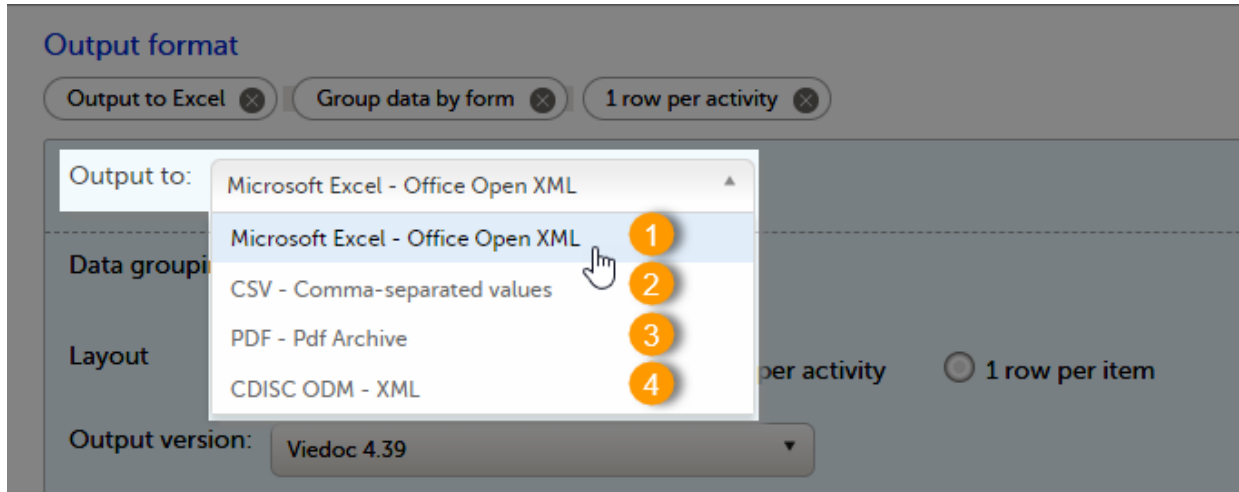 Output format
Output to Excel Group data by form 1 row per activity
Output to: Microsoft Excel - Office Open XML
Microsoft Excel - Office Open XML 1
Data groupi
CSV - Comma-separated values 2
PDF - Pdf Archive 3
Layout per activity 1 row per item
CDISC ODM - XML 4
Output version: Viedoc 4.39